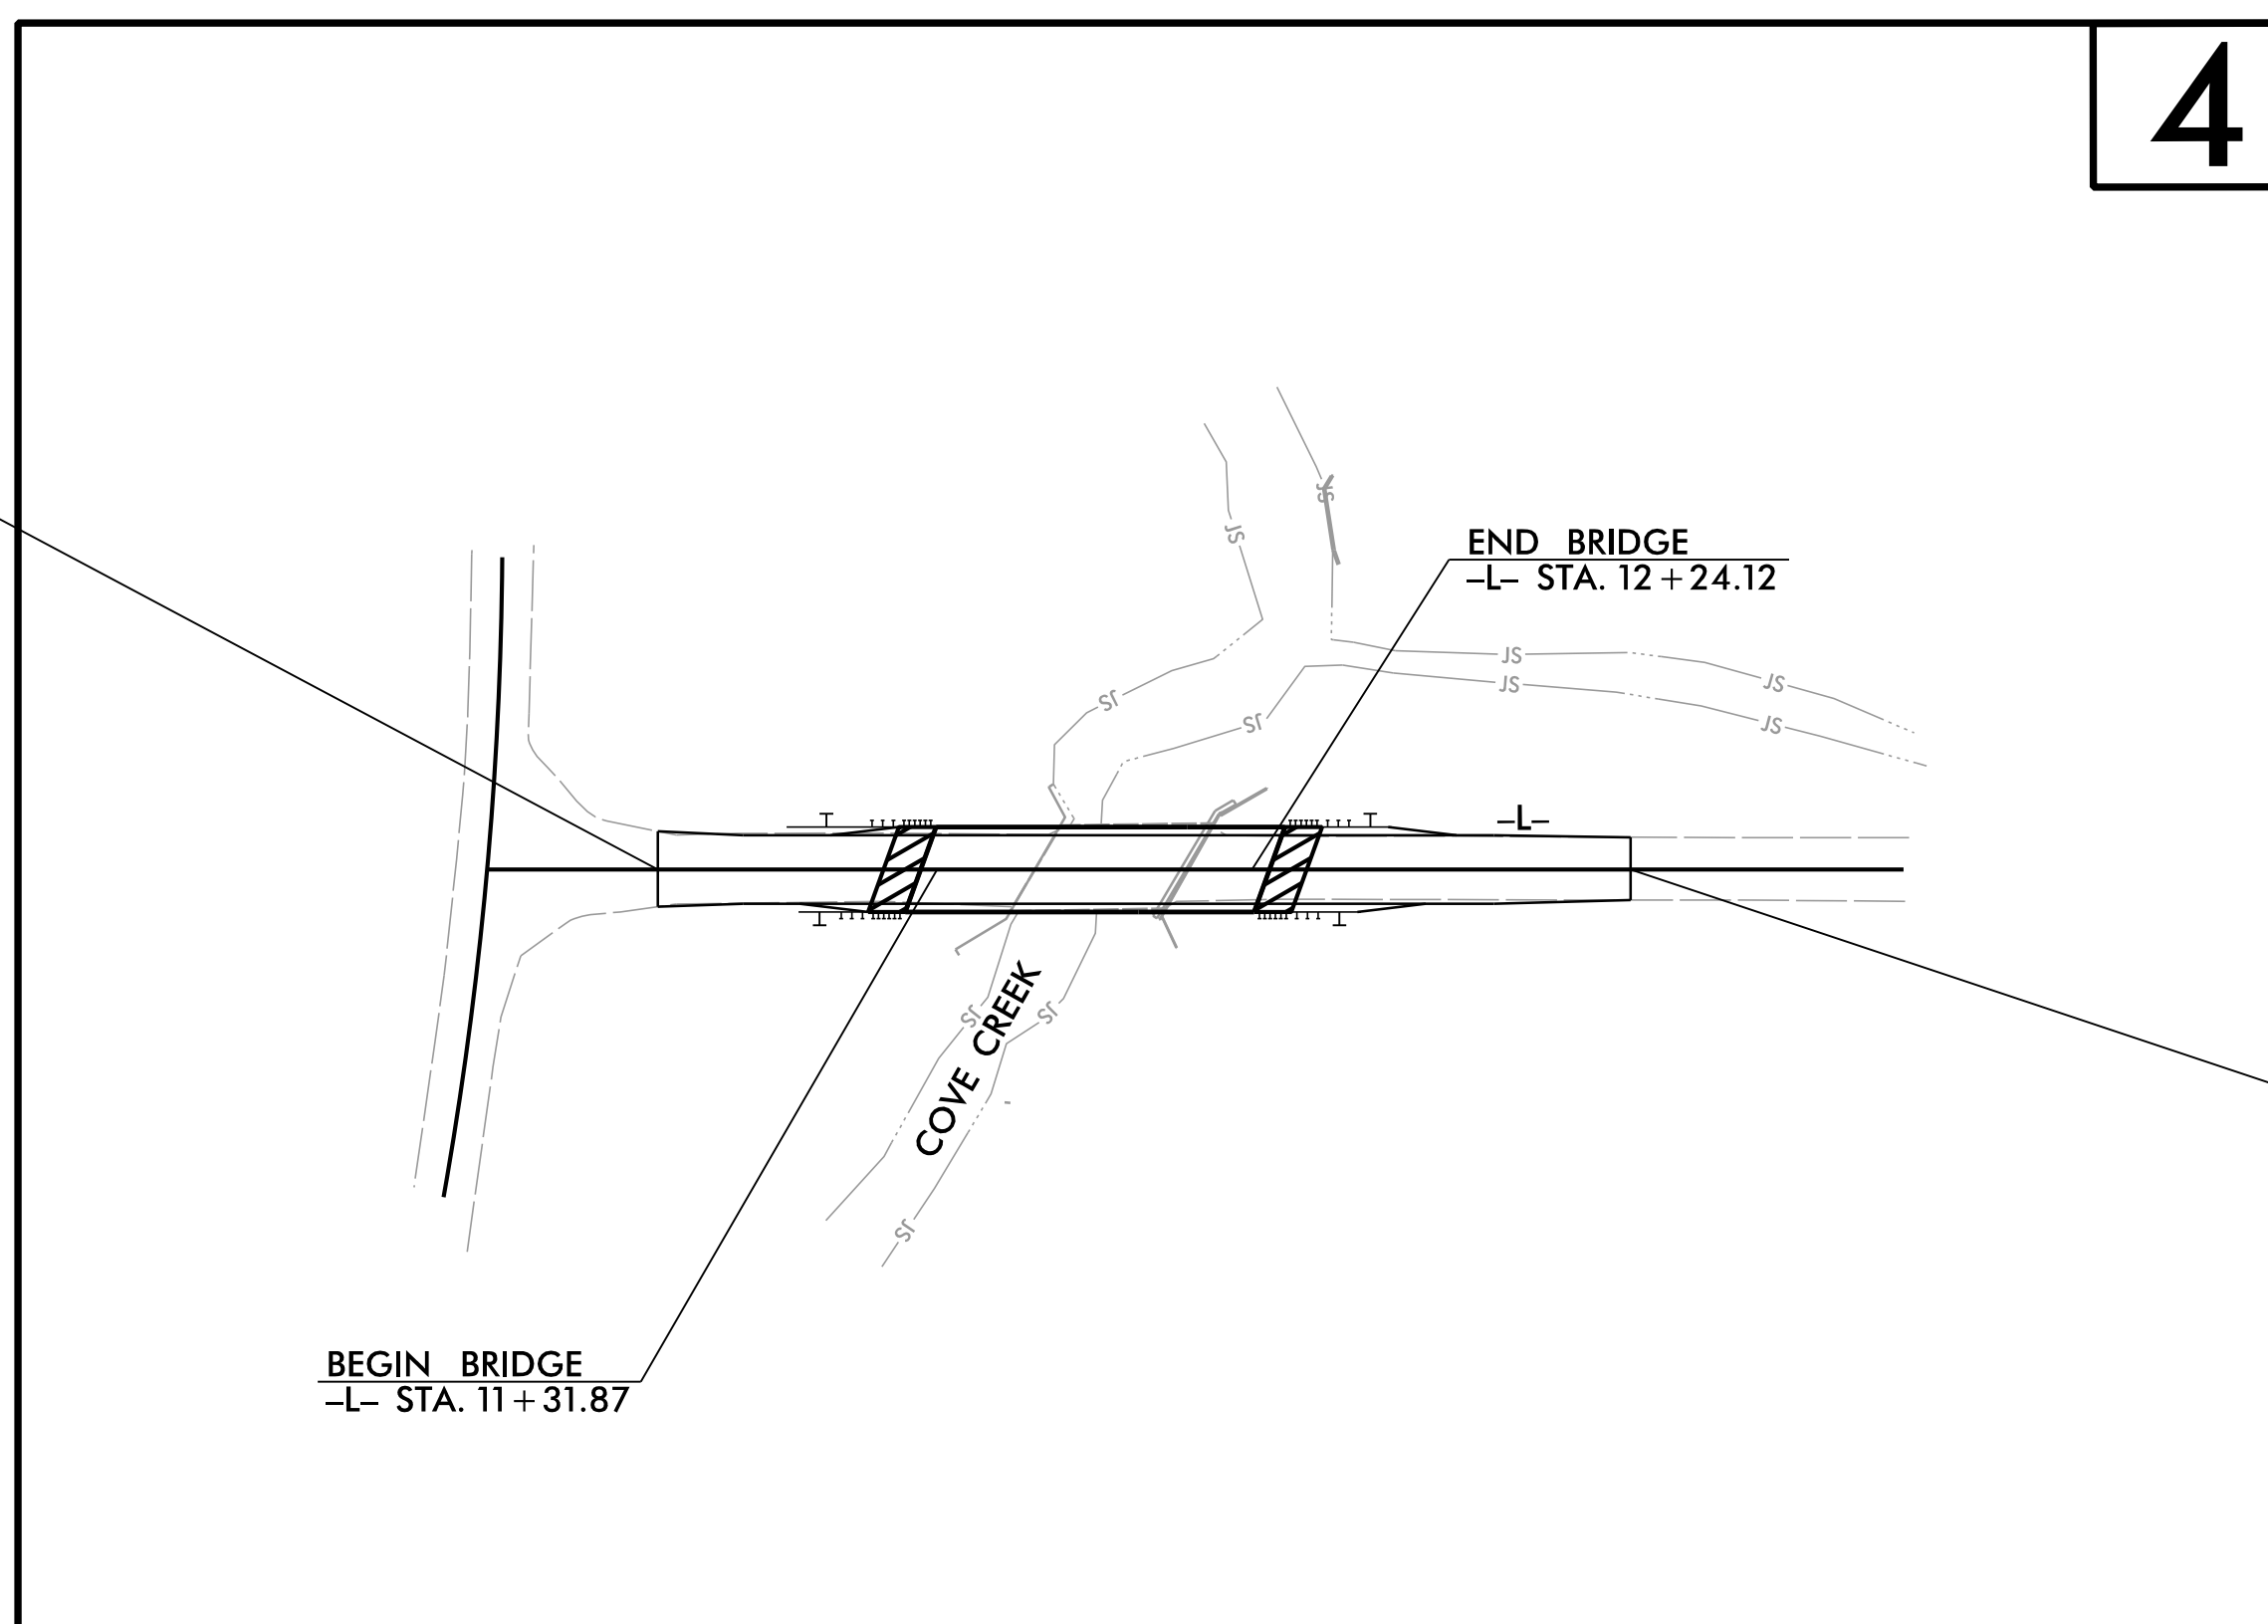 4
JS
JS
END BRIDGE
-L- STA. 12+24.12
JS
JS
JS
JS
JS
JS
-L-
COVE CREEK
JS
JS
JS
BEGIN BRIDGE
-L- STA. 11+31.87